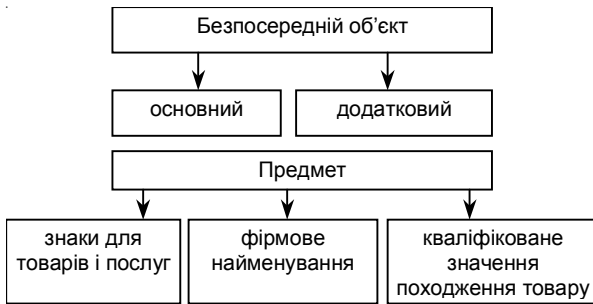 Безпосередній об’єкт
основний
додатковий
Предмет
знаки для
товарів і послуг
фірмове
найменування
кваліфіковане
значення
походження товару